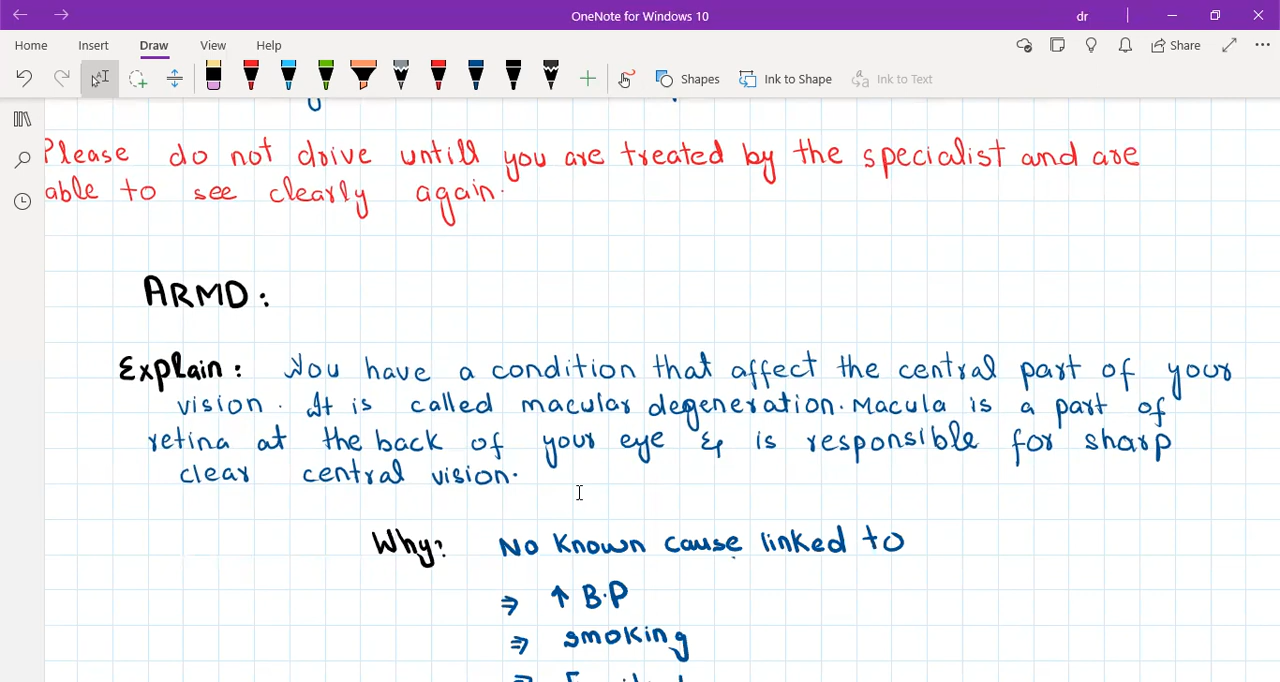 OneNote for Windows 10
dr
Home Insert Draw View Help
Share
Shapes Ink to Shape Ink to Text
Please do not drive untill you are treated by the specialist and are
able to see clearly again.
ARMD:
Explain: You have a condition that affect the central part of your
vision. It is called macular degeneration. Macula is a part of
retina at the back of your eye & is responsible for sharp
clear central vision.
Why? No known cause linked to
⇒ ↑ B.P
⇒ smoking